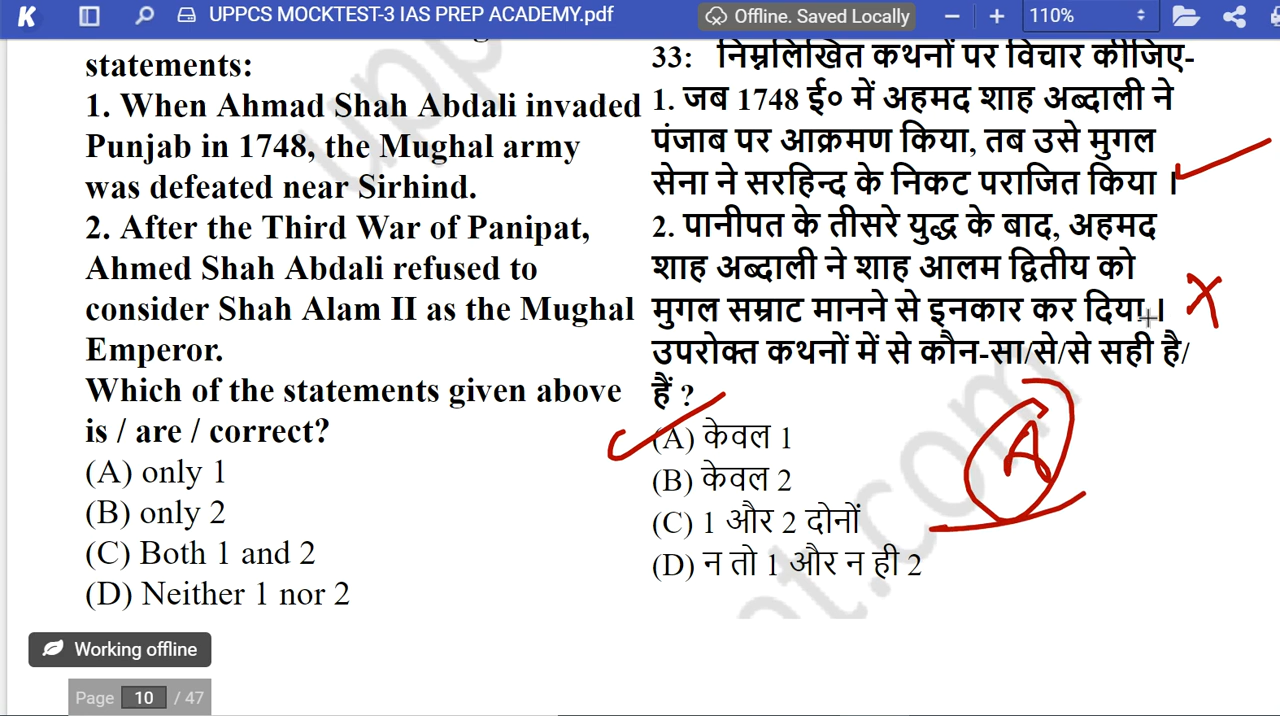 UPPCS MOCKTEST-3 IAS PREP ACADEMY.pdf
Offline. Saved Locally
110%
statements:
1. When Ahmad Shah Abdali invaded
Punjab in 1748, the Mughal army
was defeated near Sirhind.
2. After the Third War of Panipat,
Ahmed Shah Abdali refused to
consider Shah Alam II as the Mughal
Emperor.
Which of the statements given above
is / are / correct?
(A) only 1
(B) only 2
(C) Both 1 and 2
(D) Neither 1 nor 2
33: निम्नलिखित कथनों पर विचार कीजिए-
1. जब 1748 ई० में अहमद शाह अब्दाली ने
पंजाब पर आक्रमण किया, तब उसे मुगल
सेना ने सरहिन्द के निकट पराजित किया ।
2. पानीपत के तीसरे युद्ध के बाद, अहमद
शाह अब्दाली ने शाह आलम द्वितीय को
मुगल सम्राट मानने से इनकार कर दिया ।
उपरोक्त कथनों में से कौन-सा/से/से सही है/
हैं ?
(A) केवल 1
(B) केवल 2
(C) 1 और 2 दोनों
(D) न तो 1 और न ही 2
A
Working offline
Page 10 / 47